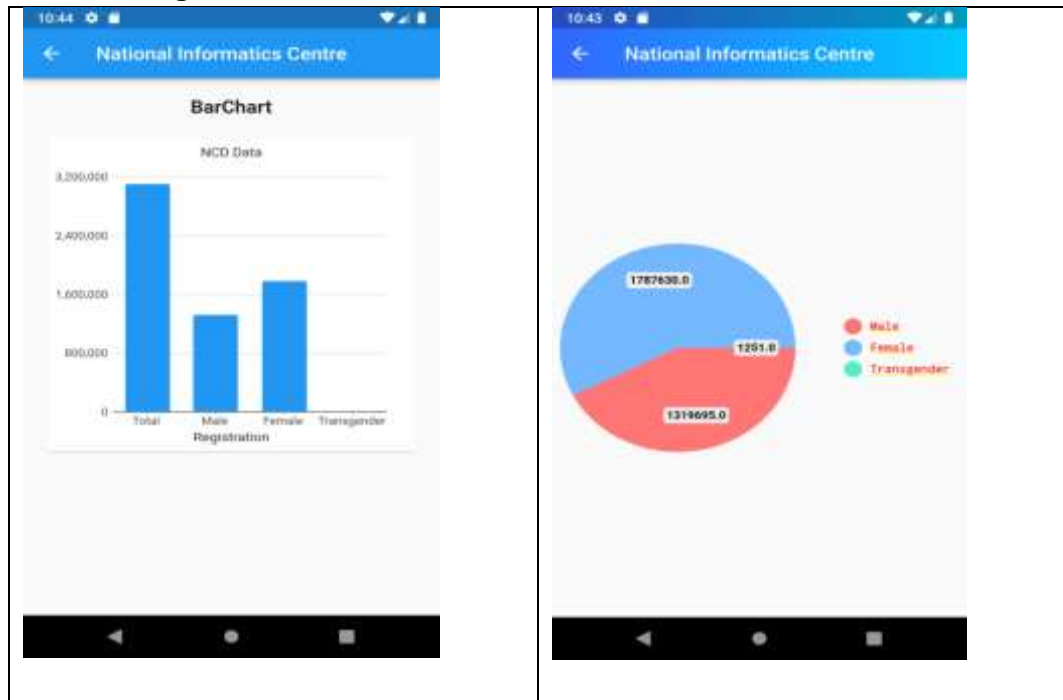 10:44
National Informatics Centre
BarChart
NCD Data
3,200,000
2,400,000
1,600,000
800,000
0
Total Male Female Transgender
Registration
10:43
National Informatics Centre
1787630.0
1251.0
1319695.0
Male
Female
Transgender